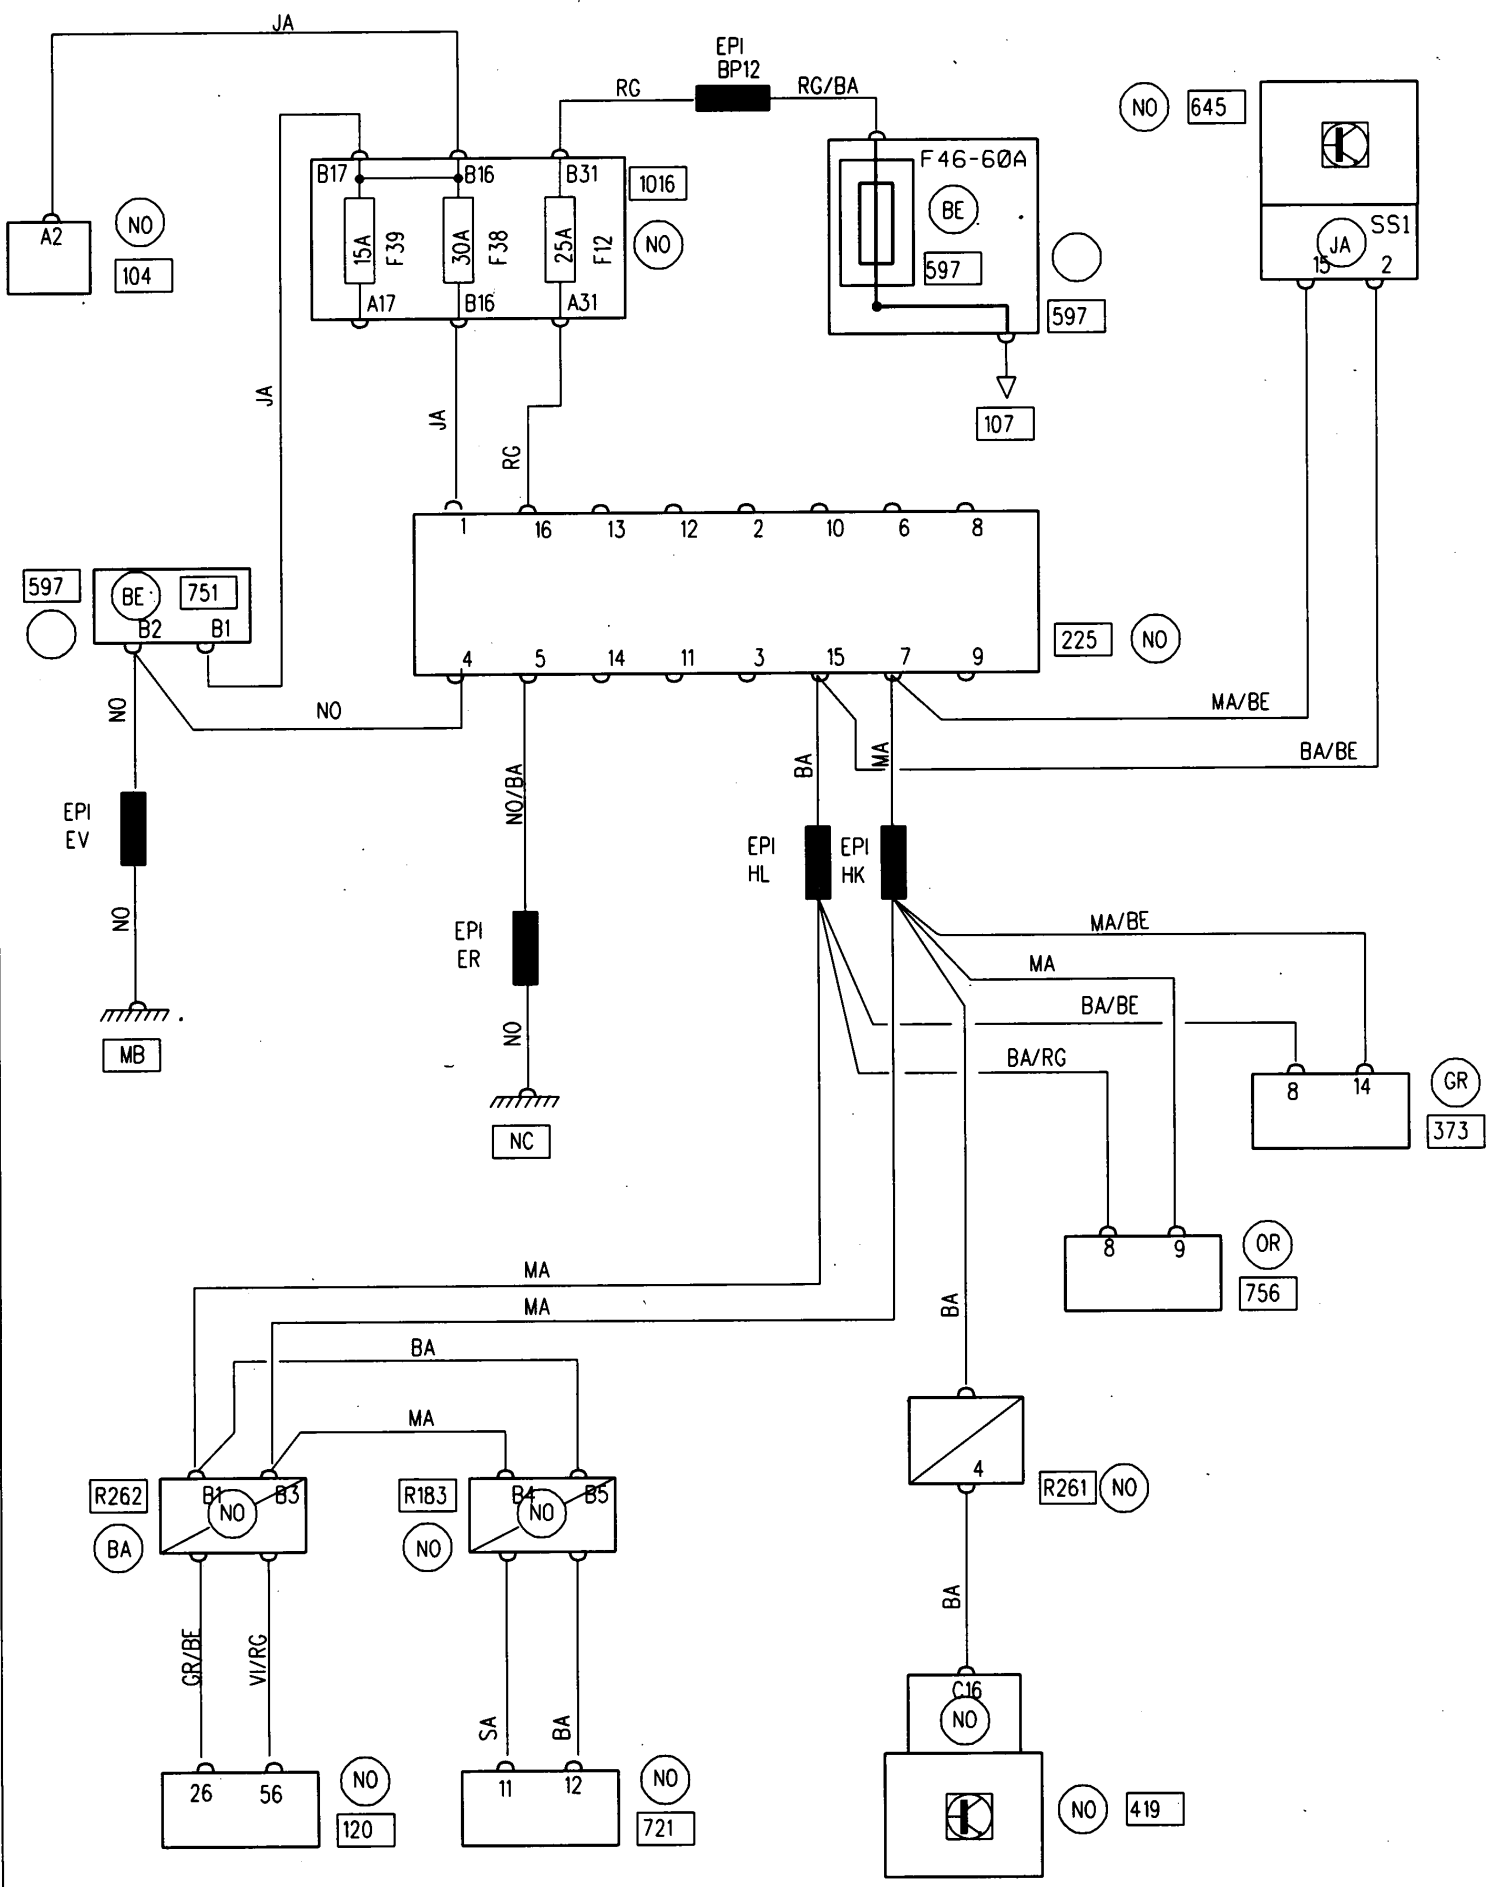 JA
EPI
BP12
RG
RG/BA
NO
645
B17
B16
B31
1016
F46-60A
A2
NO
104
15A
F39
30A
F38
25A
F12
NO
BE
597
597
JA
SS1
15
2
A17
B16
A31
107
JA
JA
RG
1
16
13
12
2
10
6
8
597
BE
751
B2
B1
225
NO
4
5
14
11
3
15
7
9
NO
NO
MA/BE
BA/BE
NO/BA
BA
MA
EPI
EV
EPI
HL
EPI
HK
NO
EPI
ER
MA/BE
MA
BA/BE
BA/RG
NO
MB
NC
8
14
GR
373
8
9
OR
756
MA
MA
BA
BA
MA
R262
B1
B3
NO
BA
R183
B4
B5
NO
NO
4
R261
NO
GR/BE
VI/RG
SA
BA
BA
C16
NO
26
56
NO
120
11
12
NO
721
NO
419